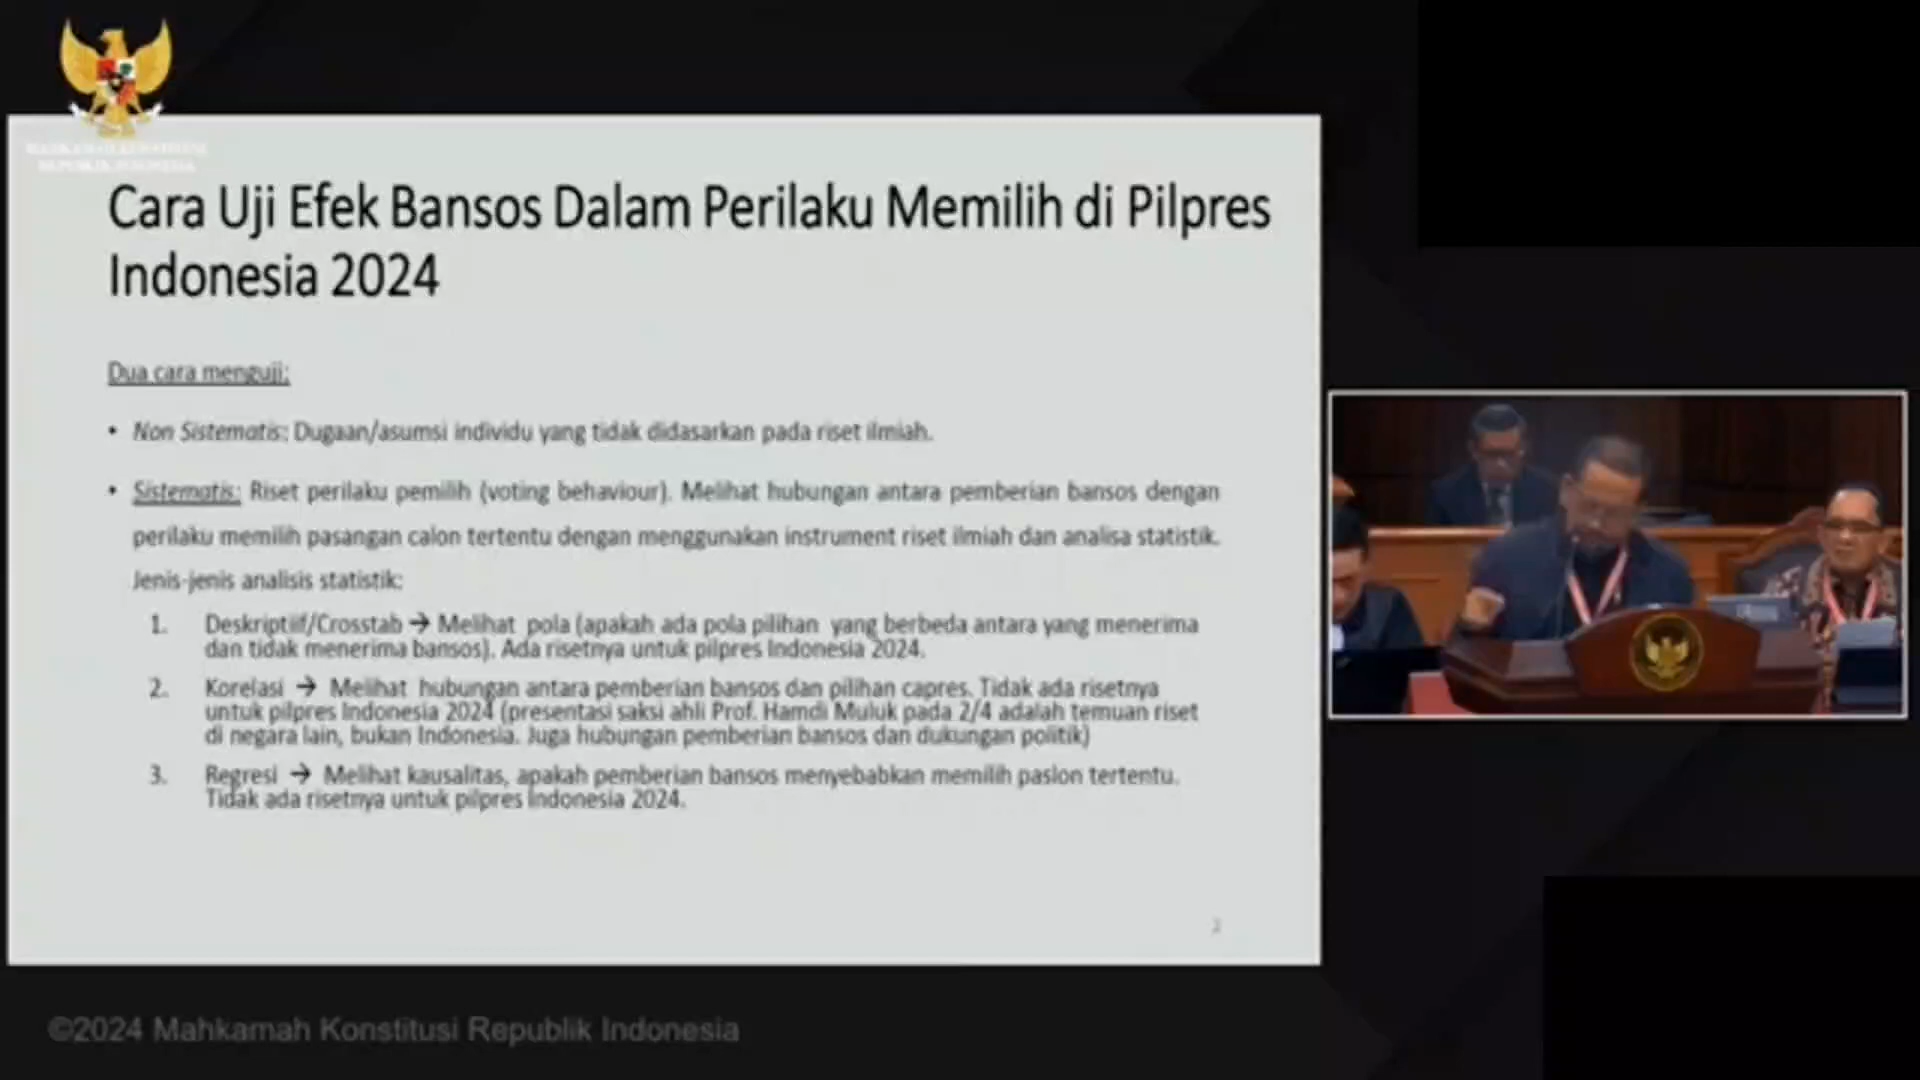 MAHKAMAH KONSTITUSI
REPUBLIK INDONESIA
Cara Uji Efek Bansos Dalam Perilaku Memilih di Pilpres
Indonesia 2024
Dua cara menguji:
• Non Sistematis: Dugaan/asumsi individu yang tidak didasarkan pada riset ilmiah.
• Sistematis: Riset perilaku pemilih (voting behaviour). Melihat hubungan antara pemberian bansos dengan
perilaku memilih pasangan calon tertentu dengan menggunakan instrument riset ilmiah dan analisa statistik.
Jenis-jenis analisis statistik:
1. Deskriptiif/Crosstab → Melihat pola (apakah ada pola pilihan yang berbeda antara yang menerima
dan tidak menerima bansos). Ada risetnya untuk pilpres Indonesia 2024.
2. Korelasi → Melihat hubungan antara pemberian bansos dan pilihan capres. Tidak ada risetnya
untuk pilpres Indonesia 2024 (presentasi saksi ahli Prof. Hamdi Muluk pada 2/4 adalah temuan riset
di negara lain, bukan Indonesia. Juga hubungan pemberian bansos dan dukungan politik)
3. Regresi → Melihat kausalitas, apakah pemberian bansos menyebabkan memilih paslon tertentu.
Tidak ada risetnya untuk pilpres Indonesia 2024.
2
©2024 Mahkamah Konstitusi Republik Indonesia